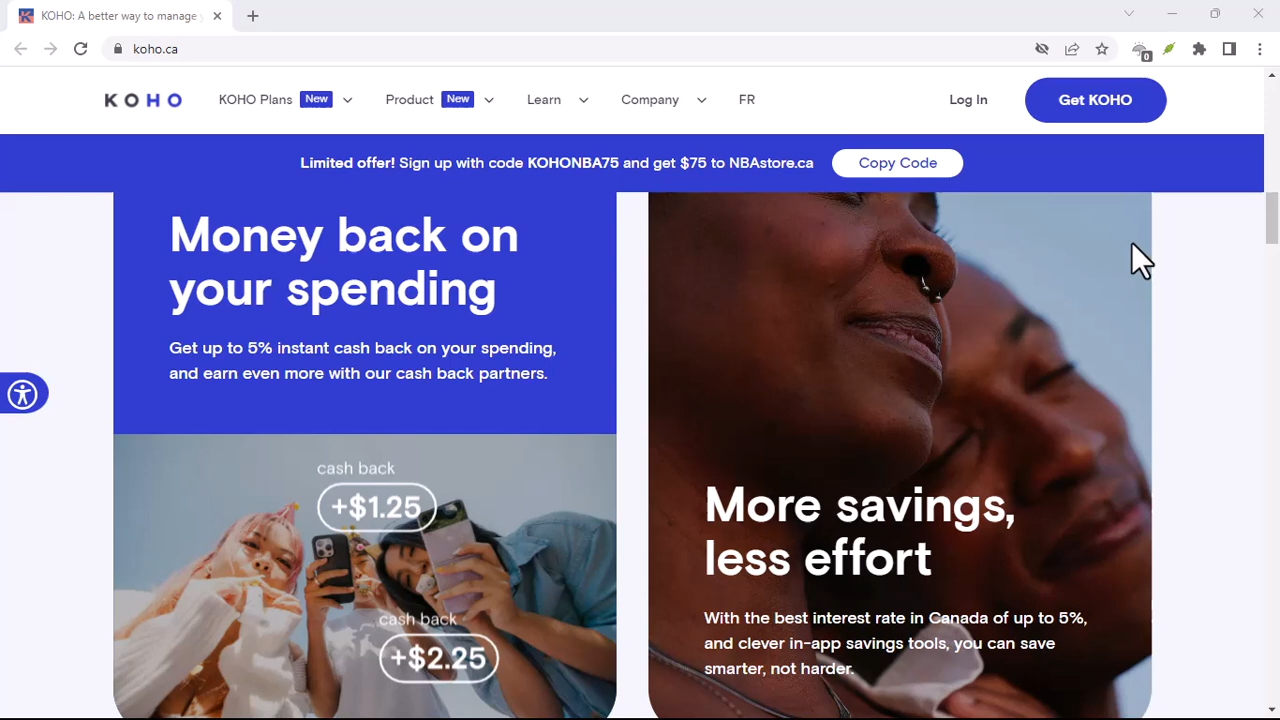 KOHO: A better way to manage
koho.ca
0
KOHO
KOHO Plans New
Product New
Learn
Company
FR
Log In
Get KOHO
Limited offer! Sign up with code KOHONBA75 and get $75 to NBAstore.ca
Copy Code
Money back on
your spending
Get up to 5% instant cash back on your spending,
and earn even more with our cash back partners.
cash back
+$1.25
cash back
+$2.25
More savings,
less effort
With the best interest rate in Canada of up to 5%,
and clever in-app savings tools, you can save
smarter, not harder.